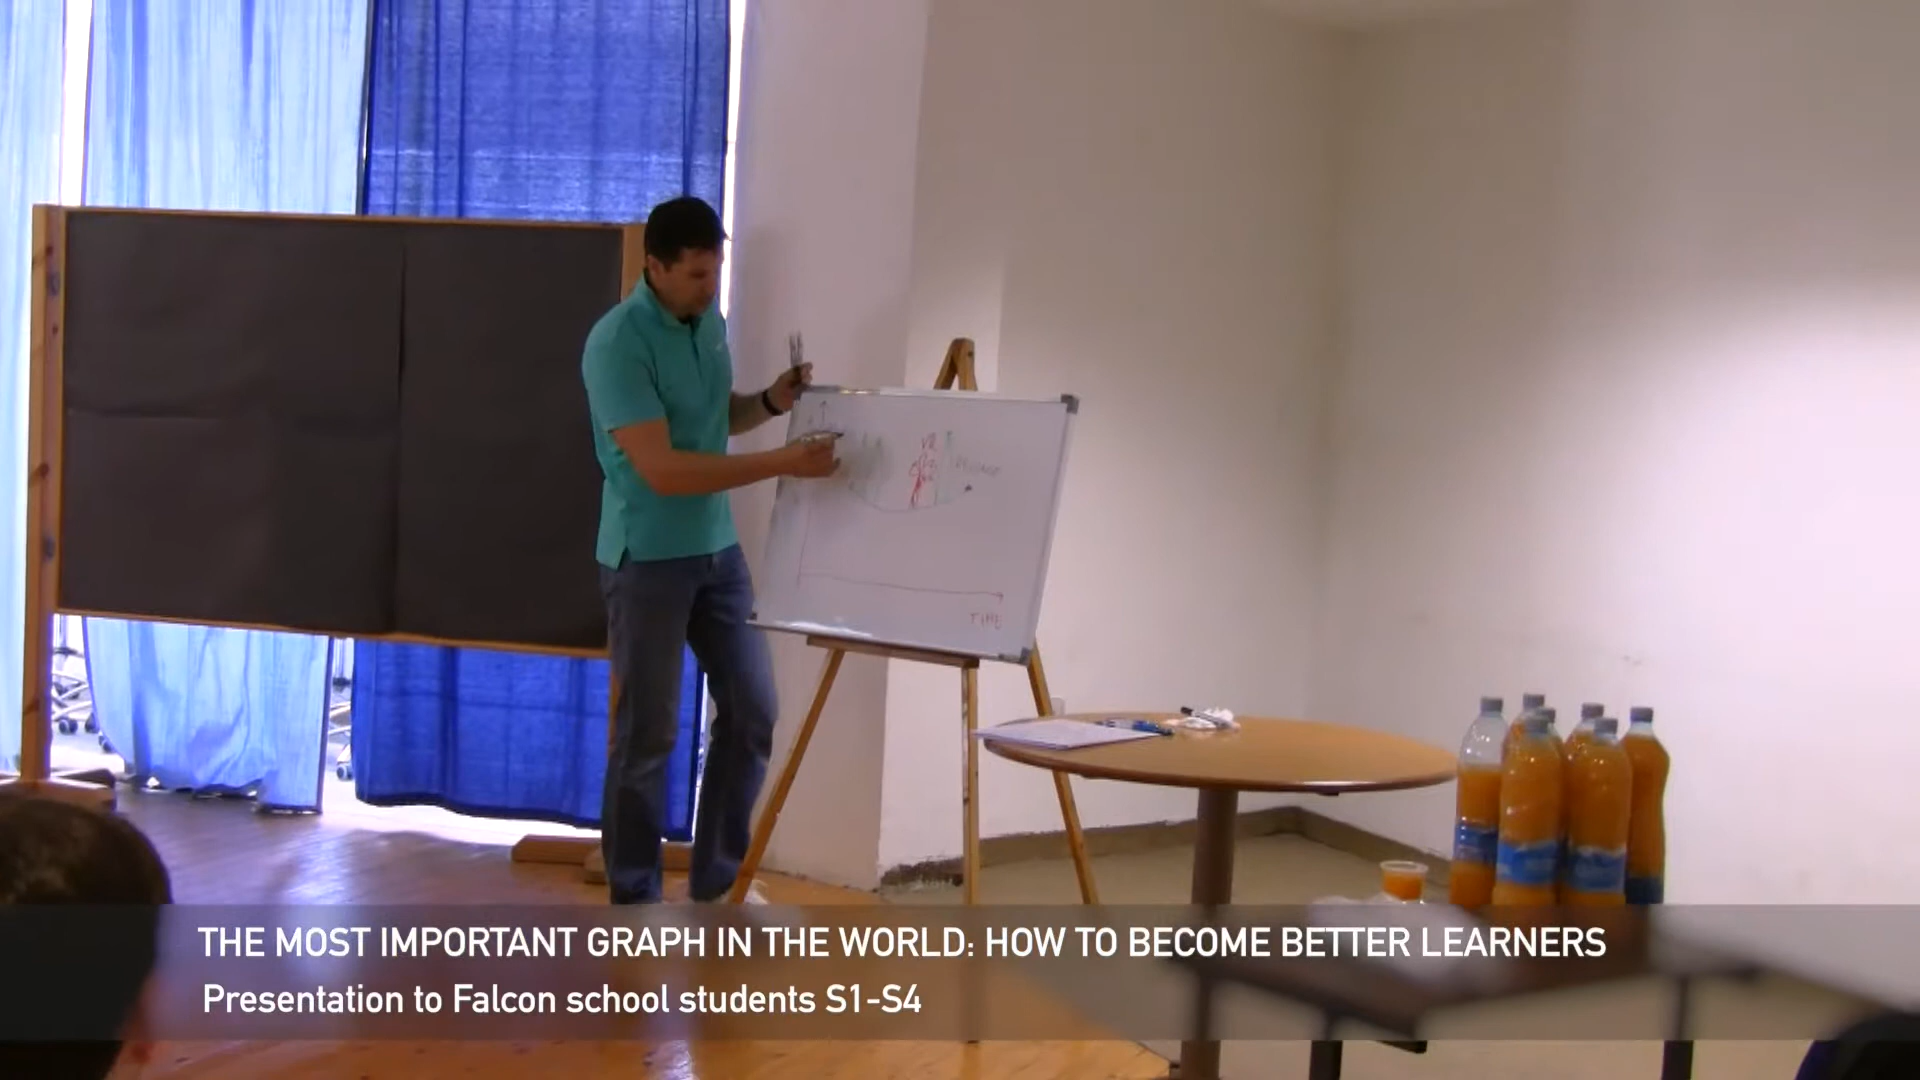 TIME
THE MOST IMPORTANT GRAPH IN THE WORLD: HOW TO BECOME BETTER LEARNERS
Presentation to Falcon school students S1-S4